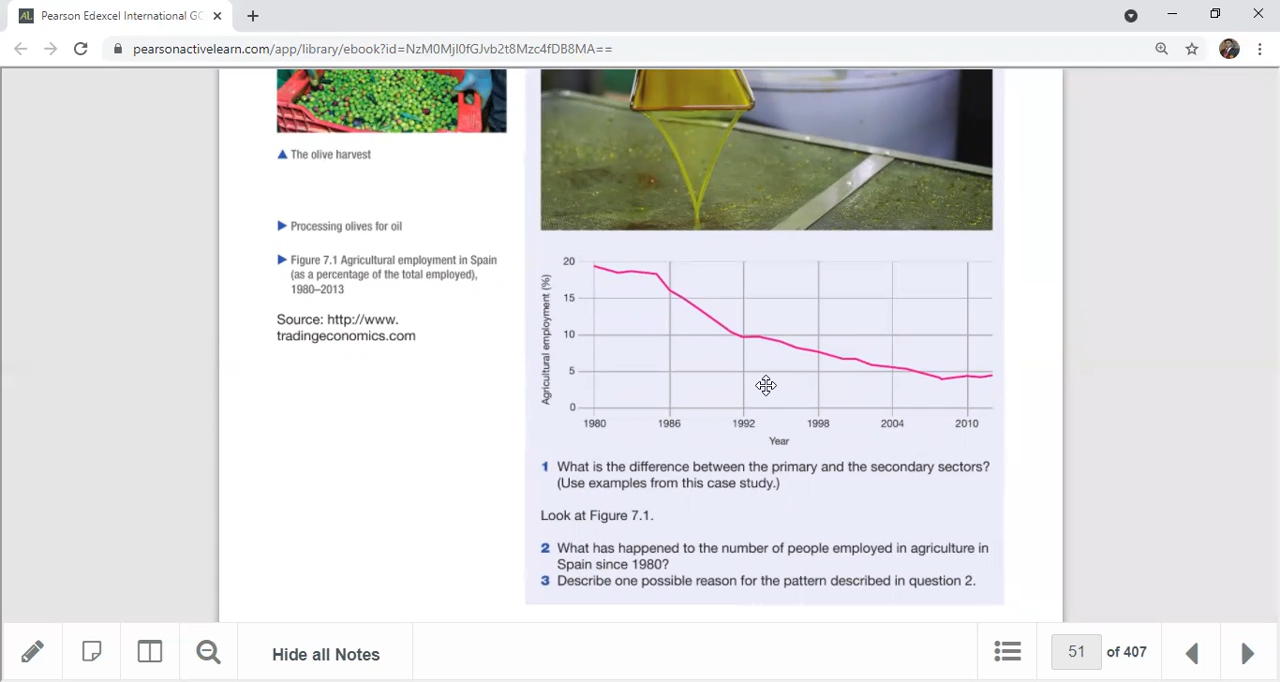 Pearson Edexcel International GC
pearsonactivelearn.com/app/library/ebook?id=NzM0MjI0fGJvb2t8Mzc4fDB8MA==
The olive harvest
Processing olives for oil
Figure 7.1 Agricultural employment in Spain
(as a percentage of the total employed),
1980–2013
Source: http://www.
tradingeconomics.com
Agricultural employment (%)
20
15
10
5
0
1980 1986 1992 1998 2004 2010
Year
1 What is the difference between the primary and the secondary sectors?
(Use examples from this case study.)
Look at Figure 7.1.
2 What has happened to the number of people employed in agriculture in
Spain since 1980?
3 Describe one possible reason for the pattern described in question 2.
Hide all Notes
51 of 407